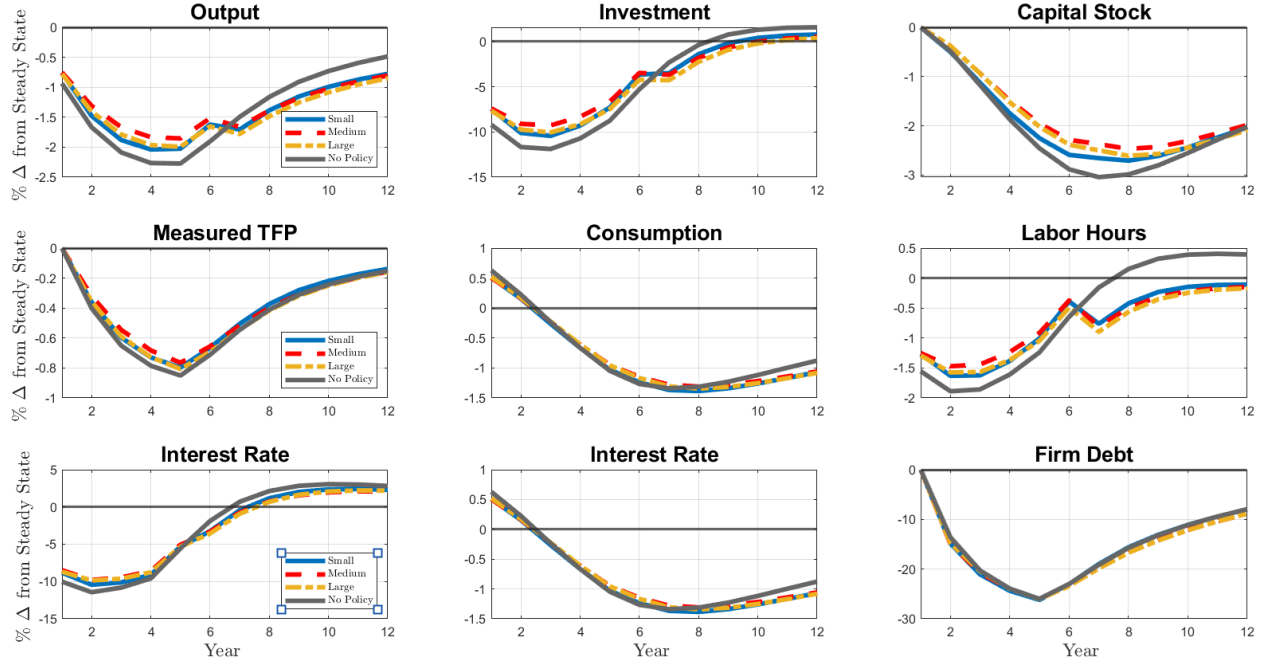 Output
% Δ from Steady State
0
-0.5
-1
-1.5
-2
-2.5
2 4 6 8 10 12
Small
Medium
Large
No Policy
Investment
0
-5
-10
-15
2 4 6 8 10 12
Capital Stock
0
-1
-2
-3
2 4 6 8 10 12
Measured TFP
% Δ from Steady State
0
-0.2
-0.4
-0.6
-0.8
-1
2 4 6 8 10 12
Small
Medium
Large
No Policy
Consumption
1
0.5
0
-0.5
-1
-1.5
2 4 6 8 10 12
Labor Hours
0.5
0
-0.5
-1
-1.5
-2
2 4 6 8 10 12
Interest Rate
% Δ from Steady State
5
0
-5
-10
-15
2 4 6 8 10 12
Year
Small
Medium
Large
No Policy
Interest Rate
1
0.5
0
-0.5
-1
-1.5
2 4 6 8 10 12
Year
Firm Debt
0
-10
-20
-30
2 4 6 8 10 12
Year